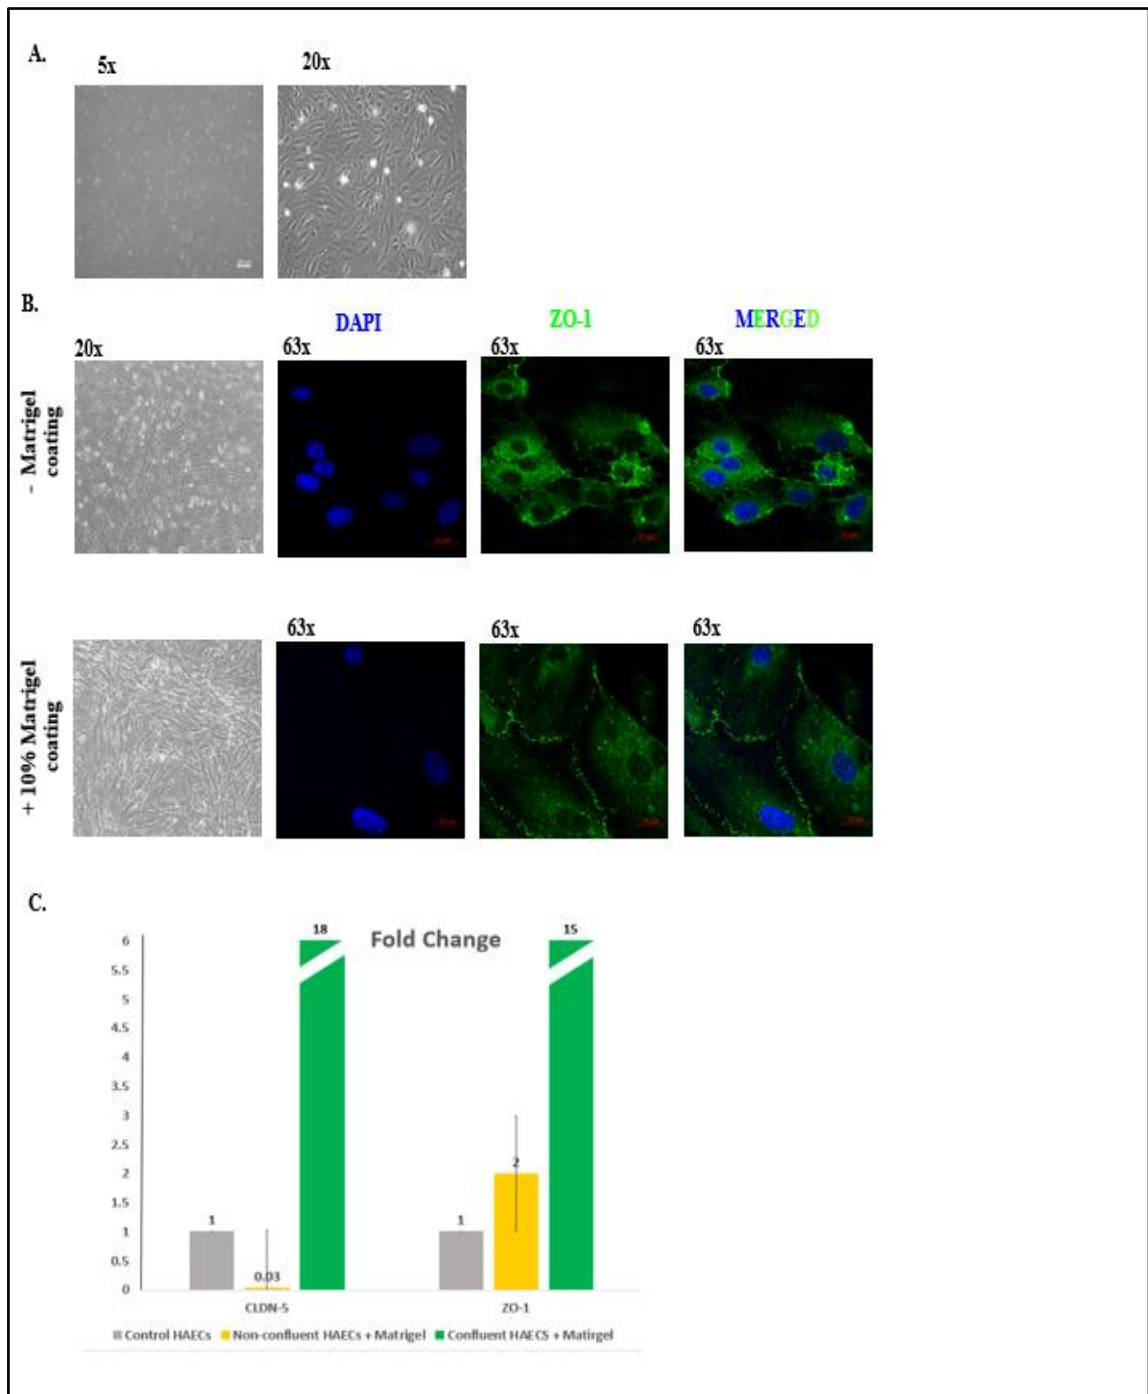 A.
5x
20x
B.
DAPI
ZO-1
MERGED
20x
63x
63x
63x
- Matrigel
coating
63x
63x
63x
+ 10% Matrigel
coating
C.
Fold Change
18
15
6
5.5
5
4.5
4
3.5
3
2.5
2
1.5
1
0.5
0
1
0.03
1
2
CLDN-5
ZO-1
Control HAECs
Non-confluent HAECs + Matrigel
Confluent HAECS + Matirgel